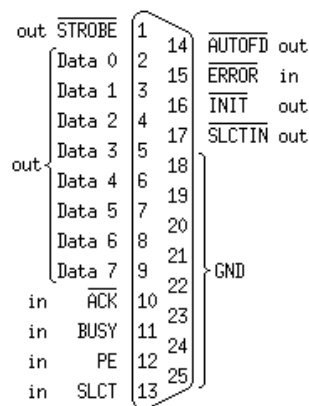 out STROBE 1
14 AUTOFD out
Data 0 2
15 ERROR in
Data 1 3
16 INIT out
Data 2 4
17 SLCTIN out
Data 3 5
18
out
Data 4 6
19
Data 5 7
20
Data 6 8
21
Data 7 9
GND
22
in ACK 10
23
in BUSY 11
24
in PE 12
25
in SLCT 13